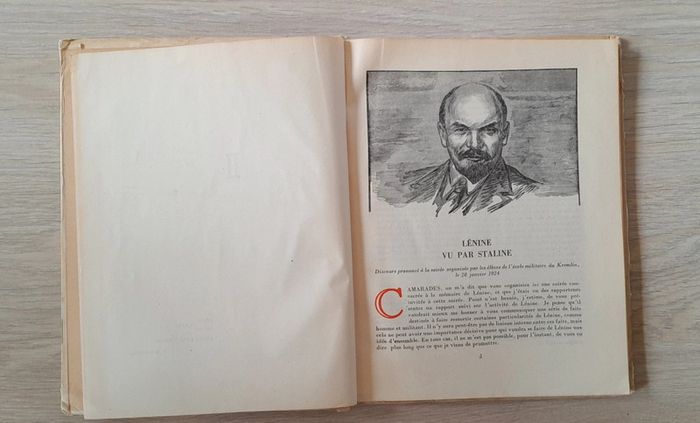 LÉNINE
VU PAR STALINE
Discours prononcé à la soirée organisée par les élèves de l'école militaire du Kremlin,
le 28 janvier 1924
CAMARADES, on m'a dit que vous organisiez ici une soirée con-
sacrée à la mémoire de Lénine, et que j'étais un des rapporteurs
invités à cette soirée. Point n'est besoin, j'estime, de vous pré-
senter un rapport suivi sur l'activité de Lénine. Je pense qu'il
vaudrait mieux me borner à vous communiquer une série de faits
destinés à faire ressortir certaines particularités de Lénine, comme
homme et militant. Il n'y aura peut-être pas de liaison interne entre ces faits, mais
cela ne peut avoir une importance décisive pour qui voudra se faire de Lénine une
idée d'ensemble. En tout cas, il ne m'est pas possible, pour l'instant, de vous en
dire plus long que ce que je viens de promettre.